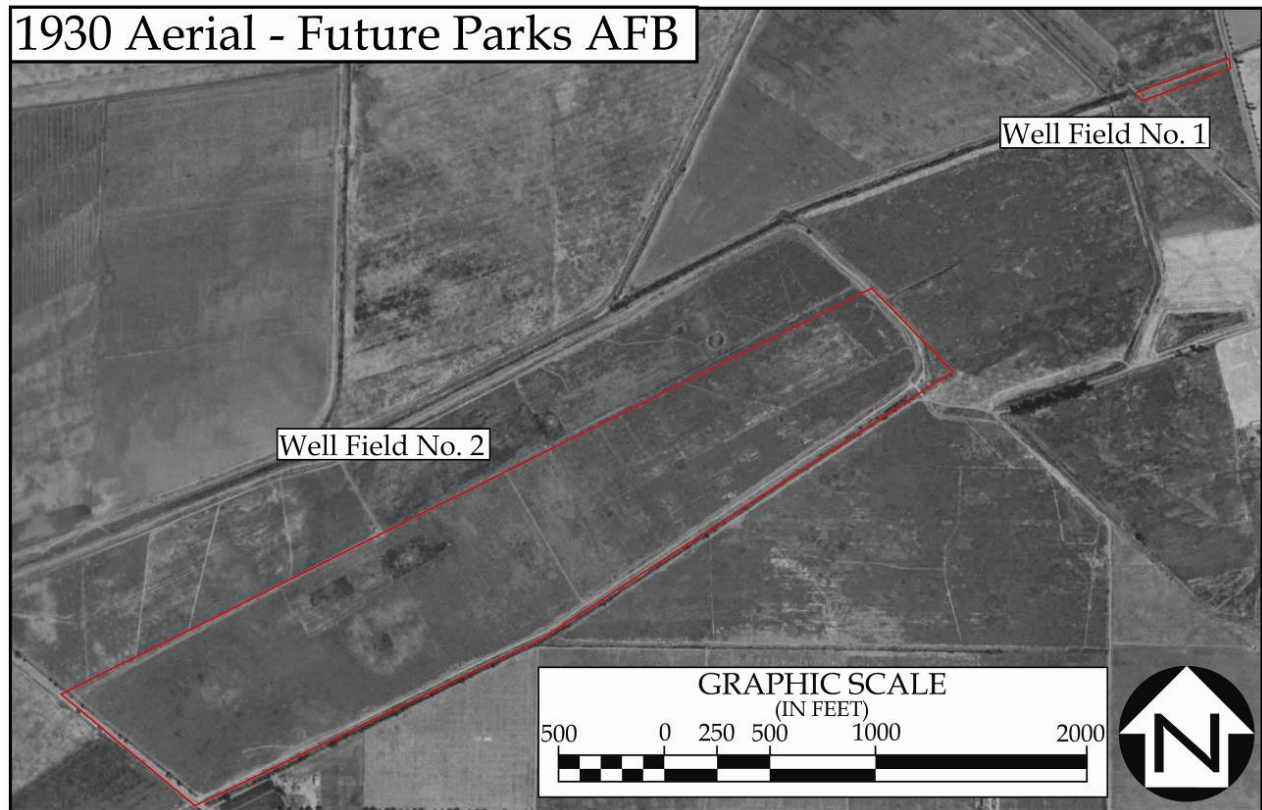 1930 Aerial - Future Parks AFB
Well Field No. 1
Well Field No. 2
GRAPHIC SCALE
(IN FEET)
500 0 250 500 1000 2000
N